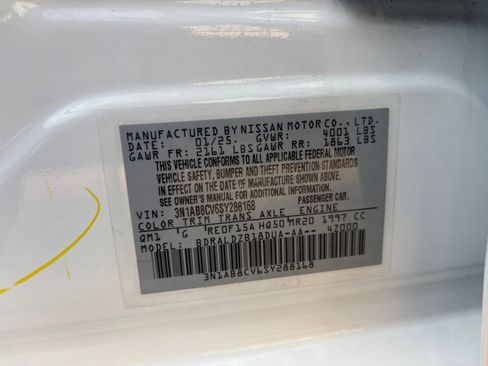 MANUFACTURED BY NISSAN MOTOR CO., LTD.
DATE: 01/25. GVWR: 4001 LBS
GAWR FR: 2161 LBS GAWR RR: 1863 LBS
THIS VEHICLE CONFORMS TO ALL APPLICABLE FEDERAL MOTOR
VEHICLE SAFETY, BUMPER AND THEFT PREVENTION STANDARDS
IN EFFECT ON THE DATE OF MANUFACTURE SHOWN ABOVE.
SEE OWNER'S MANUAL FOR ADDITIONAL INFORMATION.
VIN: 3N1AB8CV6SY288168 PASSENGER CAR.
COLOR TRIM TRANS AXLE ENGINE
QM1 G RE0F15A HQ50 MR20 1997 CC
BDRALDZB18DUA-AA-- 47000
3N1AB8CV6SY288168